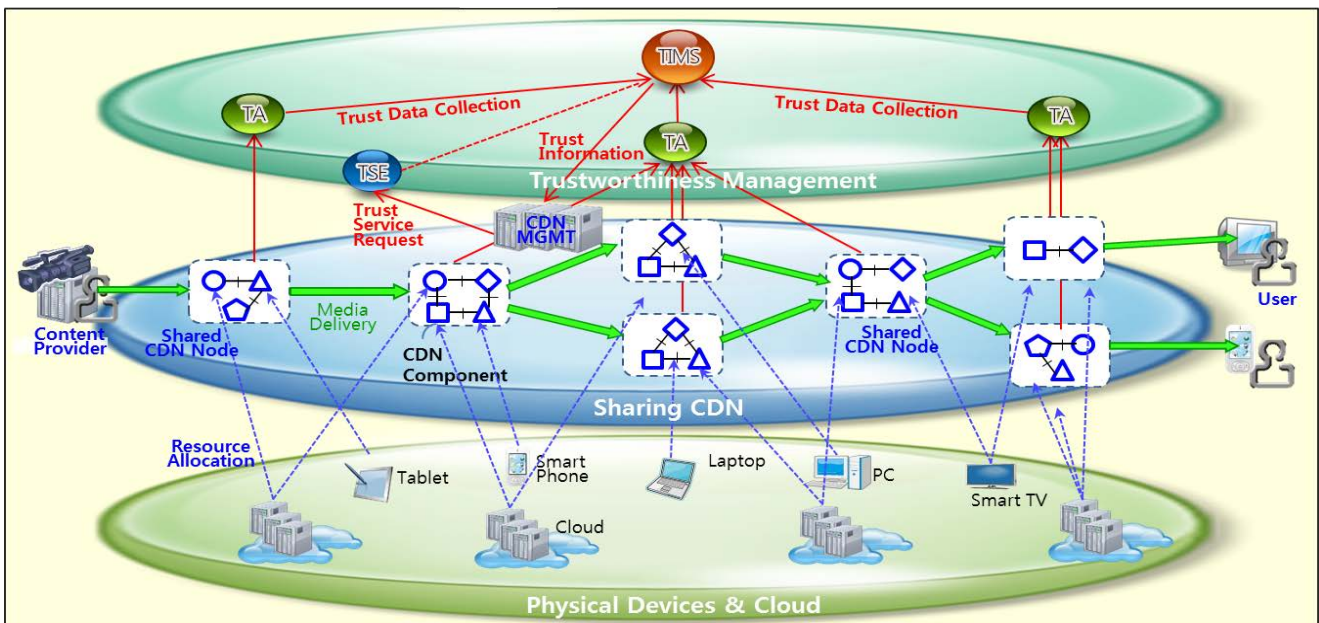 TIMS
TA
Trust Data Collection
Trust Data Collection
TA
Trust
Information
TA
TSE
Trustworthiness Management
Trust
Service
Request
CDN
MGMT
Content
Provider
Shared
CDN Node
Media
Delivery
CDN
Component
Shared
CDN Node
User
Sharing CDN
Resource
Allocation
Tablet
Smart
Phone
Laptop
PC
Smart TV
Cloud
Physical Devices & Cloud